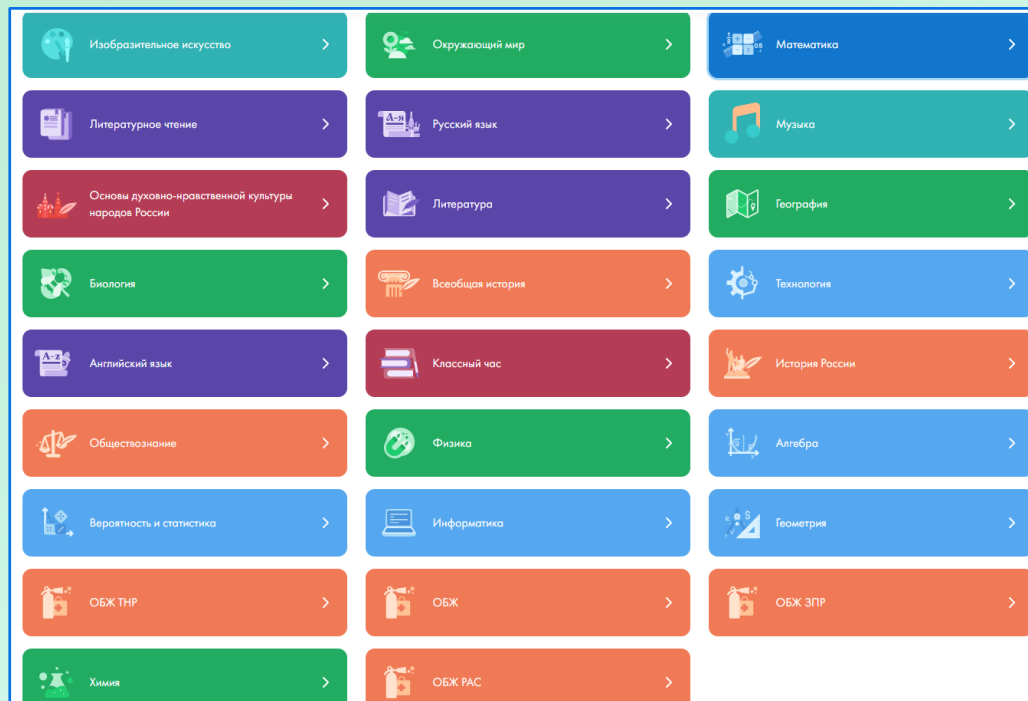 Изобразительное искусство
Окружающий мир
Математика
Литературное чтение
А-я
Русский язык
Музыка
Основы духовно-нравственной культуры
народов России
Литература
География
Биология
Всеобщая история
Технология
A-z
Английский язык
Классный час
История России
Обществознание
Физика
Алгебра
Вероятность и статистика
Информатика
S
Геометрия
ОБЖ ТНР
ОБЖ
ОБЖ ЗПР
Химия
ОБЖ РАС